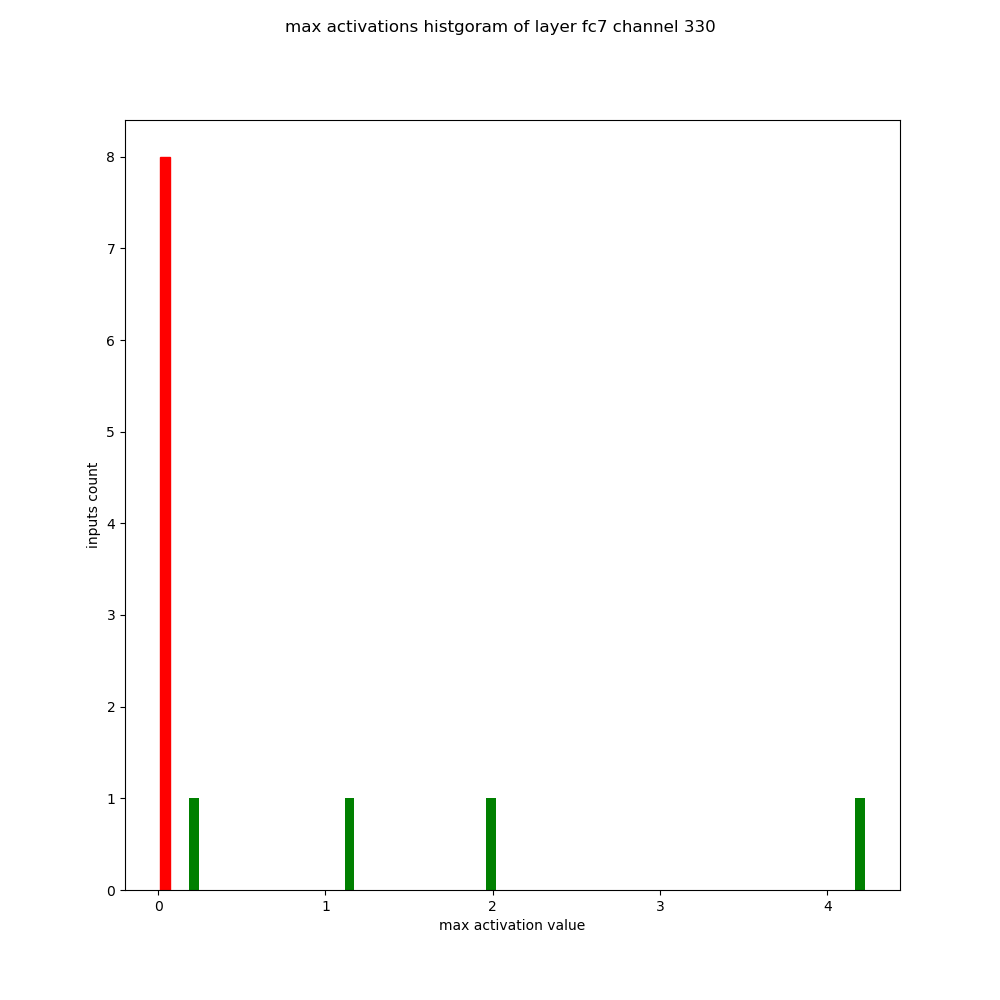 max activations histgoram of layer fc7 channel 330
8
7
6
5
4
3
2
1
0
inputs count
0 1 2 3 4
max activation value